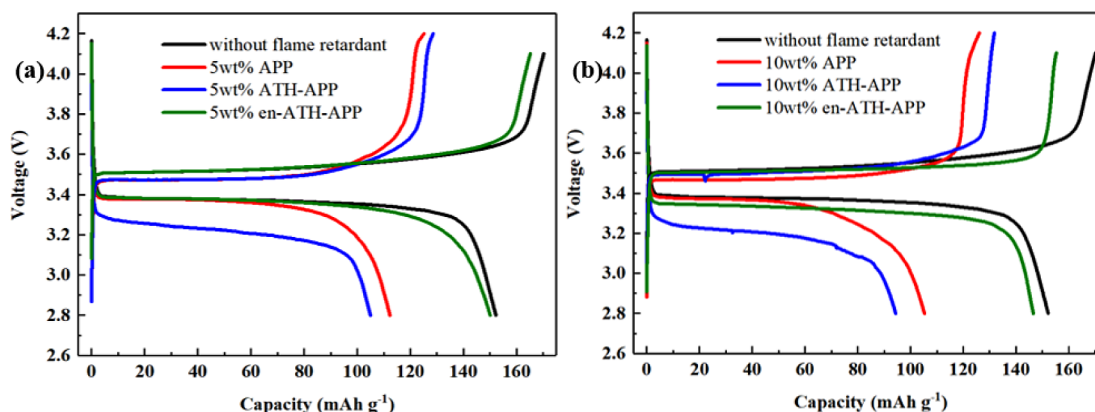 (a)
without flame retardant
5wt% APP
5wt% ATH-APP
5wt% en-ATH-APP
Voltage (V)
4.2
4.0
3.8
3.6
3.4
3.2
3.0
2.8
2.6
0 20 40 60 80 100 120 140 160
Capacity (mAh g⁻¹)
(b)
without flame retardant
10wt% APP
10wt% ATH-APP
10wt% en-ATH-APP
Voltage (V)
4.2
4.0
3.8
3.6
3.4
3.2
3.0
2.8
2.6
0 20 40 60 80 100 120 140 160
Capacity (mAh g⁻¹)